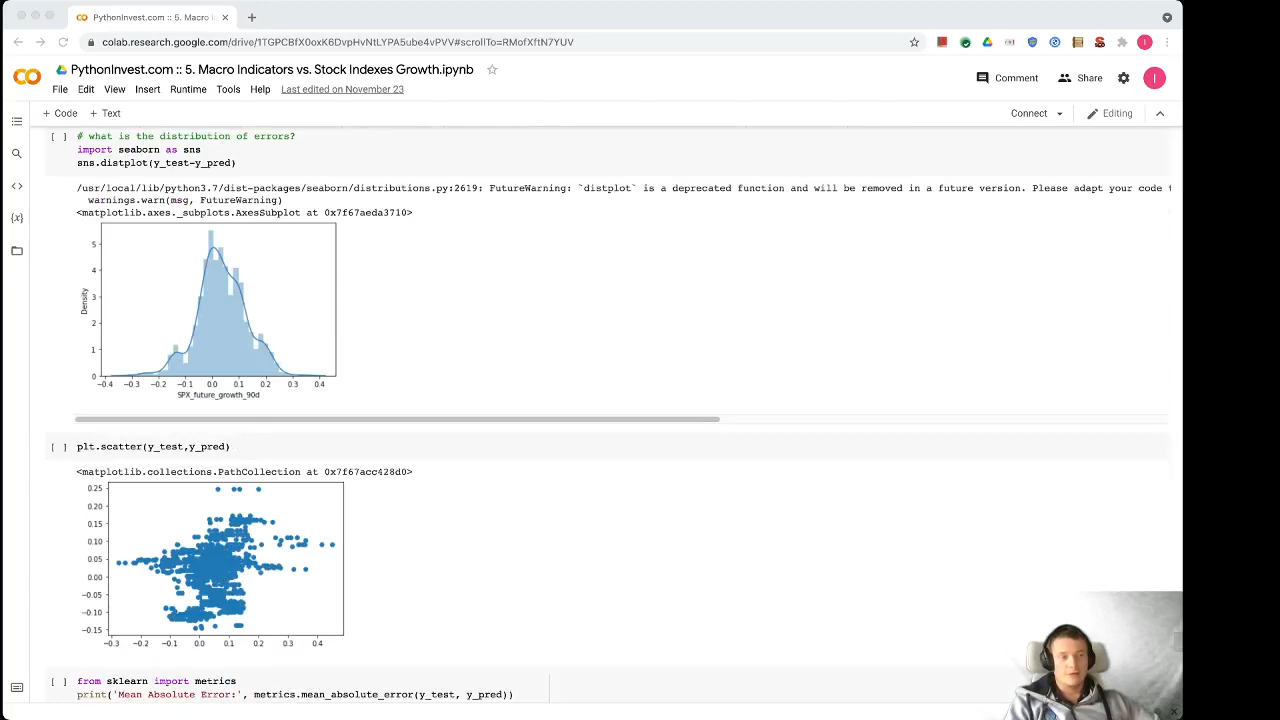 PythonInvest.com :: 5. Macro I
colab.research.google.com/drive/1TGPCBfX0oxK6DvpHvNtLYPA5ube4vPVV#scrollTo=RMofXftN7YUV
PythonInvest.com :: 5. Macro Indicators vs. Stock Indexes Growth.ipynb
Comment
Share
I
File Edit View Insert Runtime Tools Help Last edited on November 23
+ Code + Text
Connect
Editing
[ ] # what is the distribution of errors?
import seaborn as sns
sns.distplot(y_test-y_pred)
/usr/local/lib/python3.7/dist-packages/seaborn/distributions.py:2619: FutureWarning: `distplot` is a deprecated function and will be removed in a future version. Please adapt your code t
warnings.warn(msg, FutureWarning)
<matplotlib.axes._subplots.AxesSubplot at 0x7f67aeda3710>
5
4
3
2
1
0
Density
−0.4 −0.3 −0.2 −0.1 0.0 0.1 0.2 0.3 0.4
SPX_future_growth_90d
[ ] plt.scatter(y_test,y_pred)
<matplotlib.collections.PathCollection at 0x7f67acc428d0>
0.25
0.20
0.15
0.10
0.05
0.00
−0.05
−0.10
−0.15
−0.3 −0.2 −0.1 0.0 0.1 0.2 0.3 0.4
[ ] from sklearn import metrics
print('Mean Absolute Error:', metrics.mean_absolute_error(y_test, y_pred))